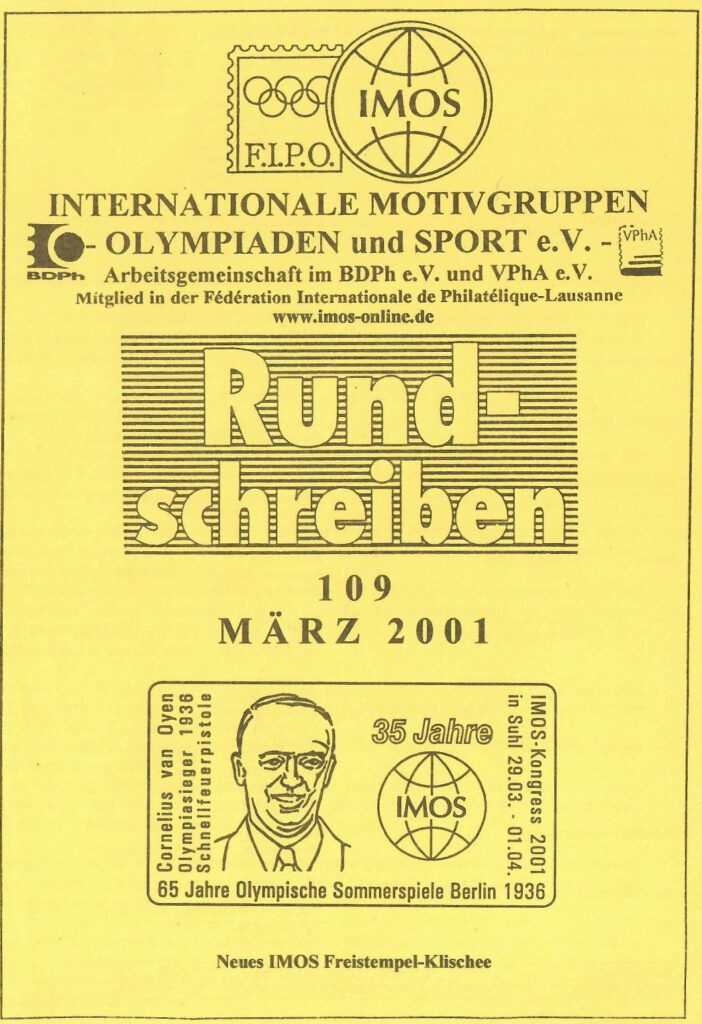 F.I.P.O.
IMOS
INTERNATIONALE MOTIVGRUPPEN
- OLYMPIADEN und SPORT e.V. -
BDPh
VPhA
Arbeitsgemeinschaft im BDPh e.V. und VPhA e.V.
Mitglied in der Fédération Internationale de Philatélique-Lausanne
www.imos-online.de
Rund-
schreiben
109
MÄRZ 2001
Cornelius van Oyen
Olympiasieger 1936
Schnellfeuerpistole
35 Jahre
IMOS
IMOS-Kongress 2001
in Suhl 29.03. - 01.04.
65 Jahre Olympische Sommerspiele Berlin 1936
Neues IMOS Freistempel-Klischee